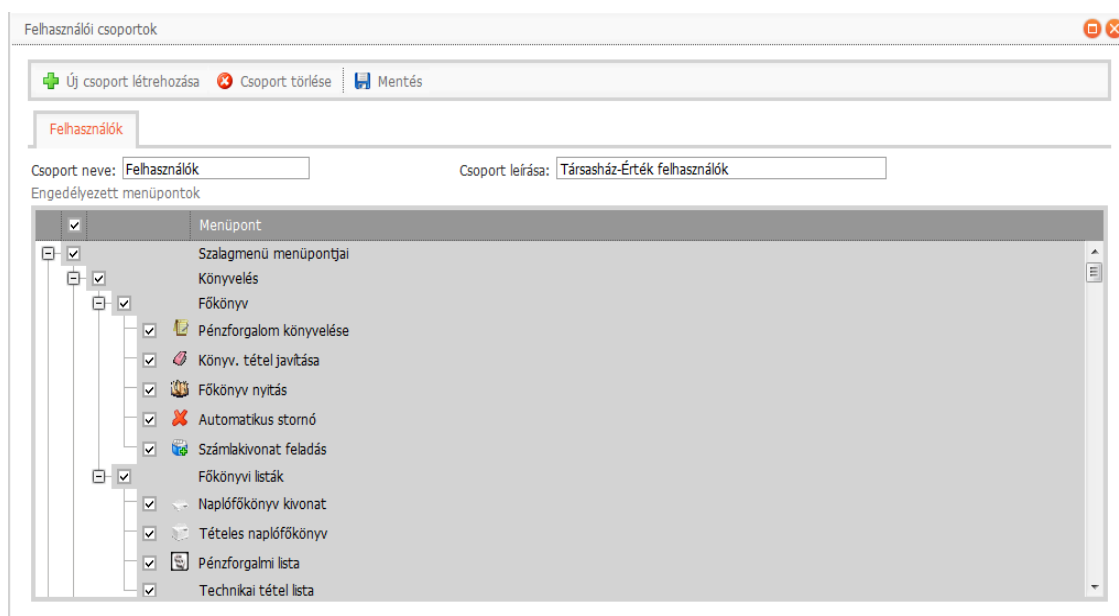 Felhasználói csoportok
Új csoport létrehozása Csoport törlése Mentés
Felhasználók
Csoport neve: Felhasználók Csoport leírása: Társasház-Érték felhasználók
Engedélyezett menüpontok
Menüpont
Szalagmenü menüpontjai
Könyvelés
Főkönyv
Pénzforgalom könyvelése
Könyv. tétel javítása
Főkönyv nyitás
Automatikus stornó
Számlakivonat feladás
Főkönyvi listák
Naplófőkönyv kivonat
Tételes naplófőkönyv
Pénzforgalmi lista
Technikai tétel lista